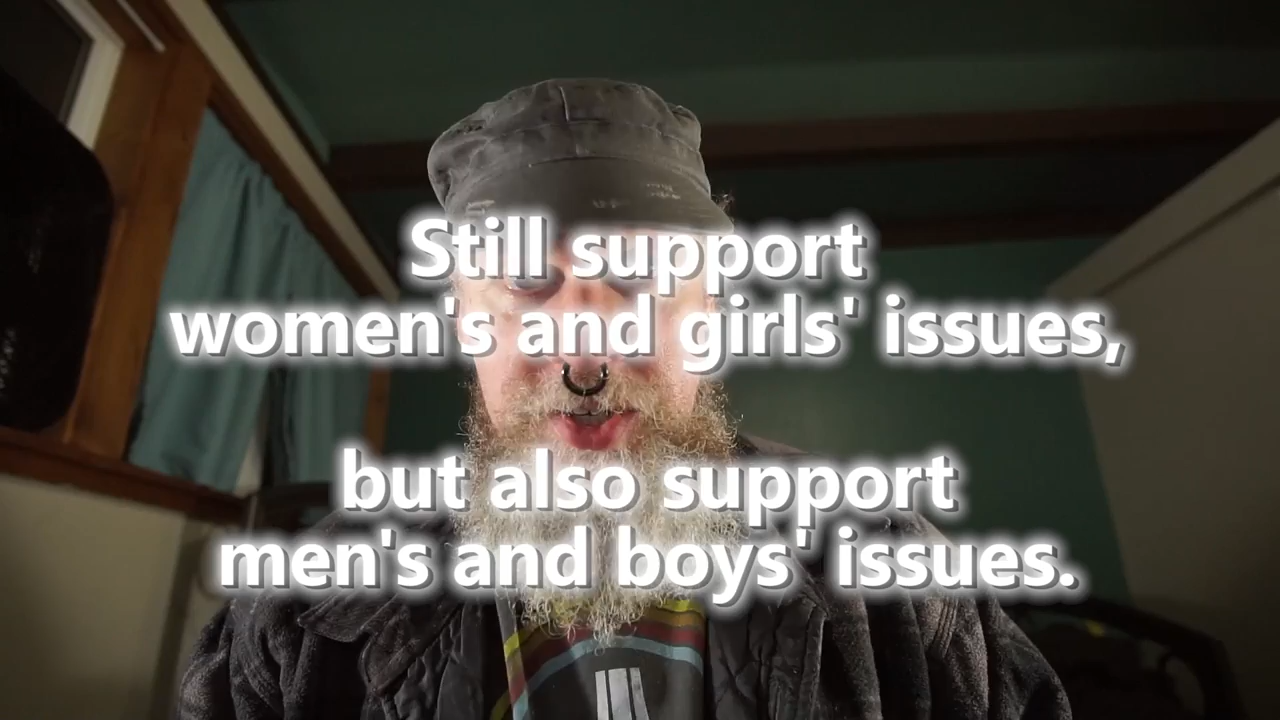 Still support
women's and girls' issues,
but also support
men's and boys' issues.